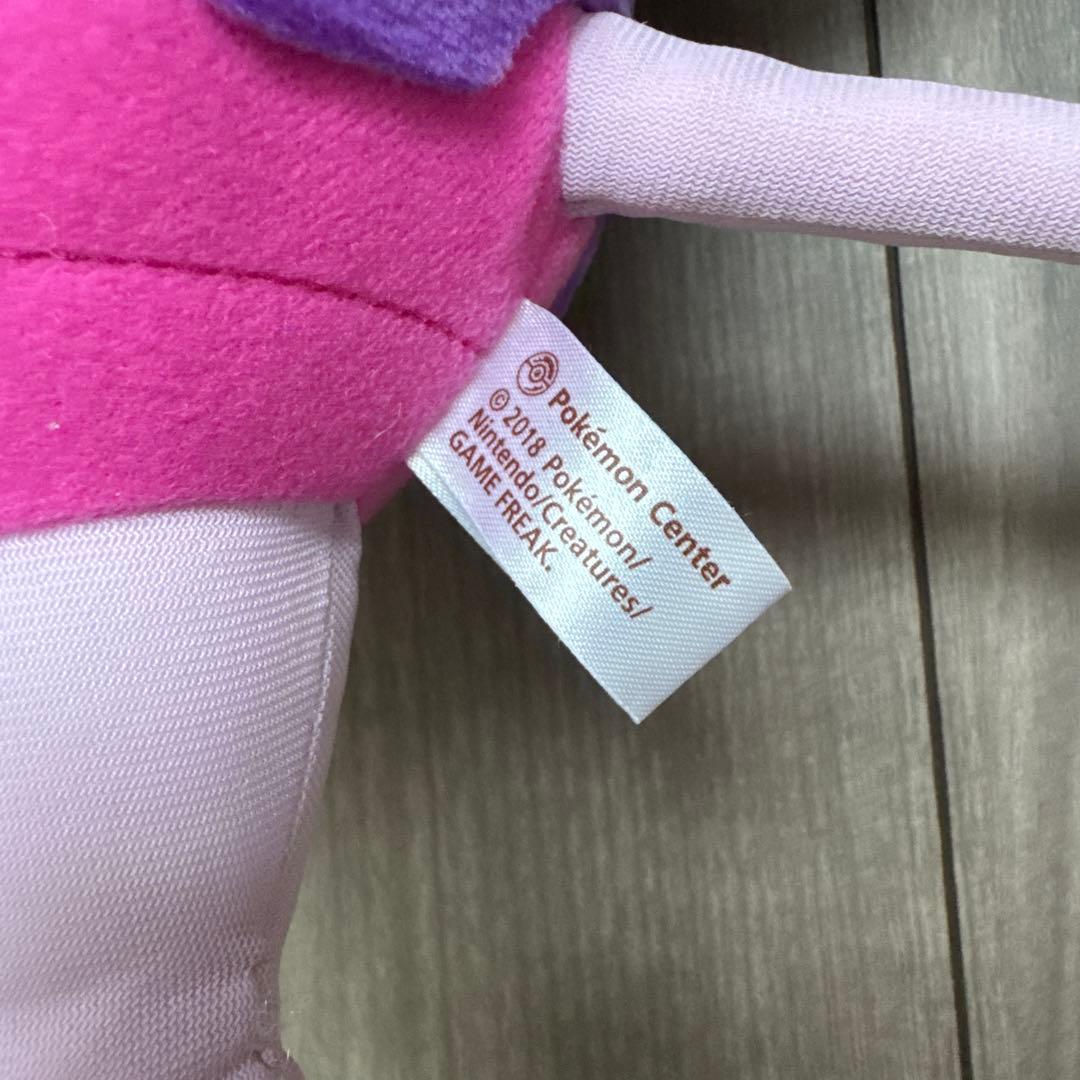 Pokémon Center
© 2018 Pokémon/
Nintendo/Creatures/
GAME FREAK.